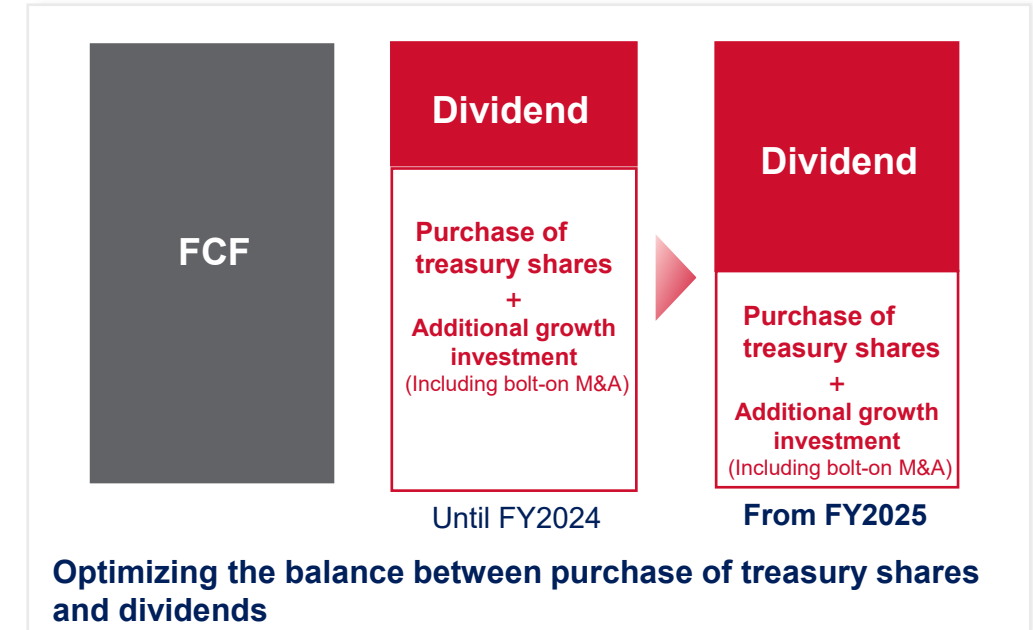 FCF
Dividend
Purchase of
treasury shares
+
Additional growth
investment
(Including bolt-on M&A)
Until FY2024
Dividend
Purchase of
treasury shares
+
Additional growth
investment
(Including bolt-on M&A)
From FY2025
Optimizing the balance between purchase of treasury shares
and dividends